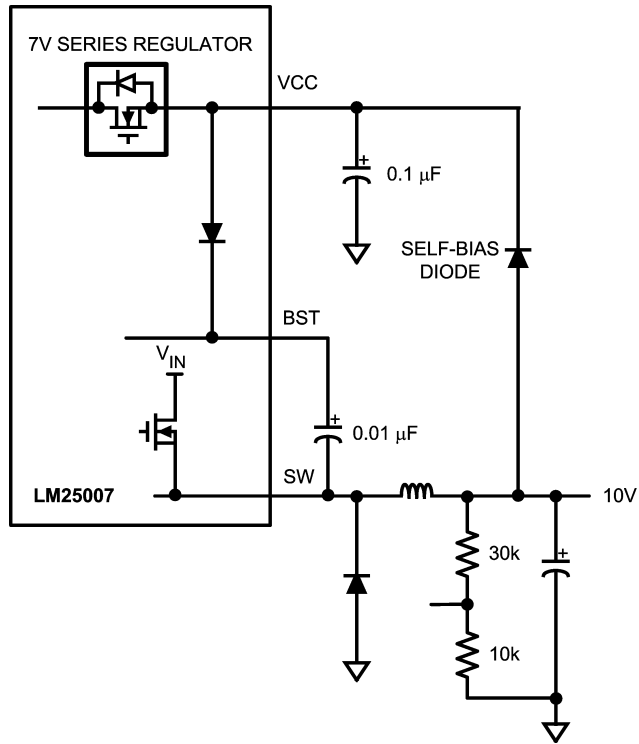 7V SERIES REGULATOR
VCC
0.1 µF
SELF-BIAS
DIODE
BST
VIN
0.01 µF
SW
LM25007
10V
30k
10k